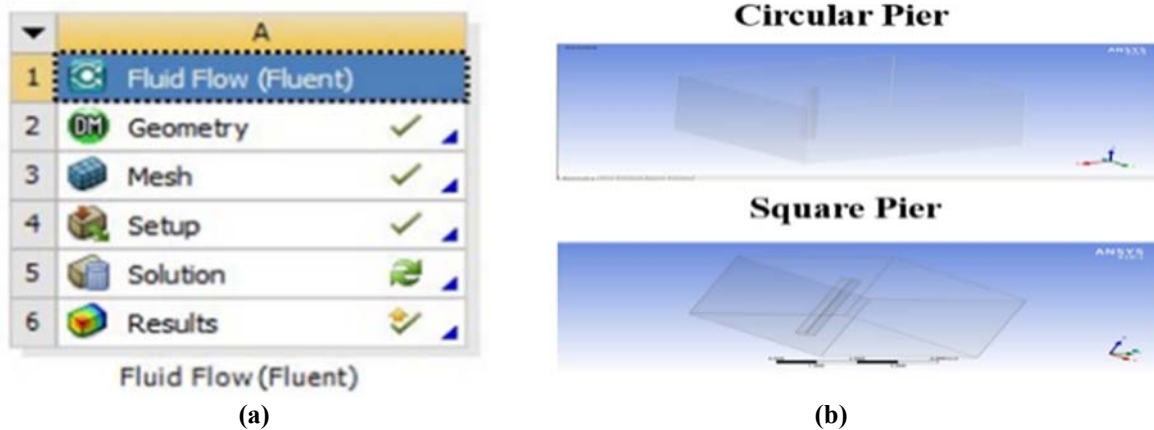 A
1 Fluid Flow (Fluent)
2 DM Geometry
3 Mesh
4 Setup
5 Solution
6 Results
Fluid Flow (Fluent)
(a)
Circular Pier
ANSYS
Square Pier
ANSYS
(b)